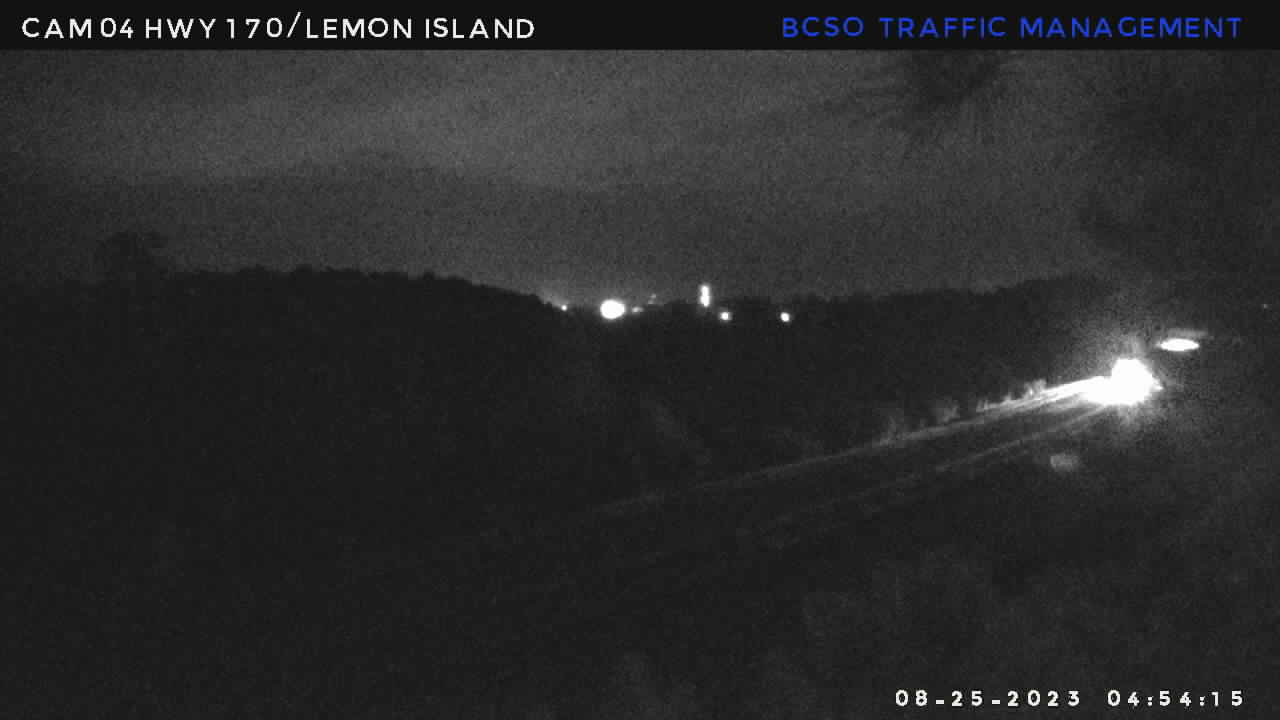 CAM 04 HWY 170/LEMON ISLAND
BCSO TRAFFIC MANAGEMENT
08-25-2023 04:54:15